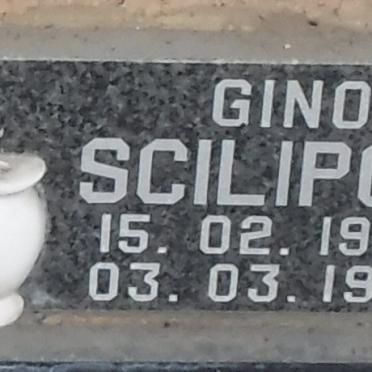 GINO
SCILIPO
15. 02. 19
03. 03. 19